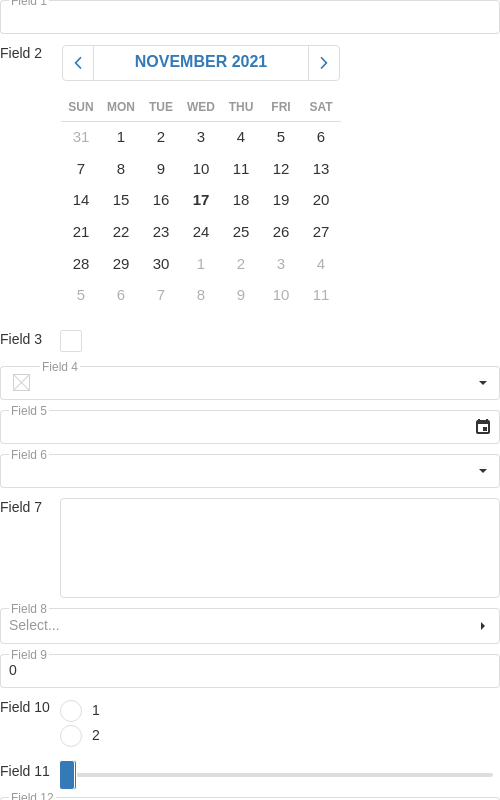 Field 1
Field 2
NOVEMBER 2021
SUN MON TUE WED THU FRI SAT
31 1 2 3 4 5 6
7 8 9 10 11 12 13
14 15 16 17 18 19 20
21 22 23 24 25 26 27
28 29 30 1 2 3 4
5 6 7 8 9 10 11
Field 3
Field 4
Field 5
Field 6
Field 7
Field 8
Select...
Field 9
0
Field 10
1
2
Field 11
Field 12